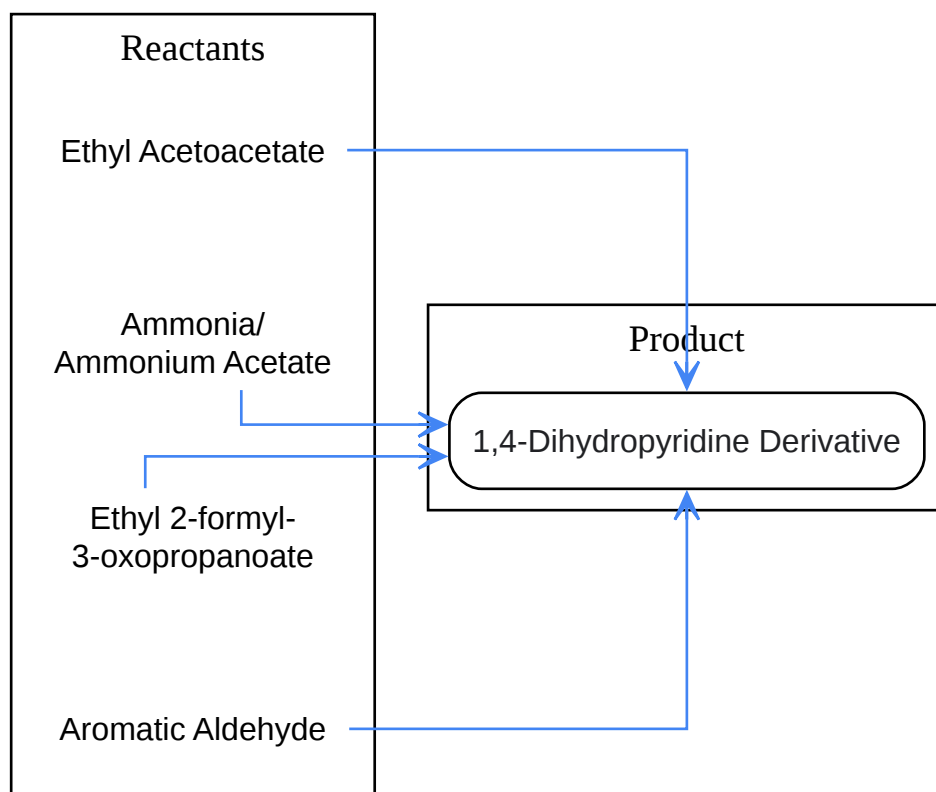 Reactants
Ethyl Acetoacetate
Ammonia/
Ammonium Acetate
Ethyl 2-formyl-
3-oxopropanoate
Aromatic Aldehyde
Product
1,4-Dihydropyridine Derivative